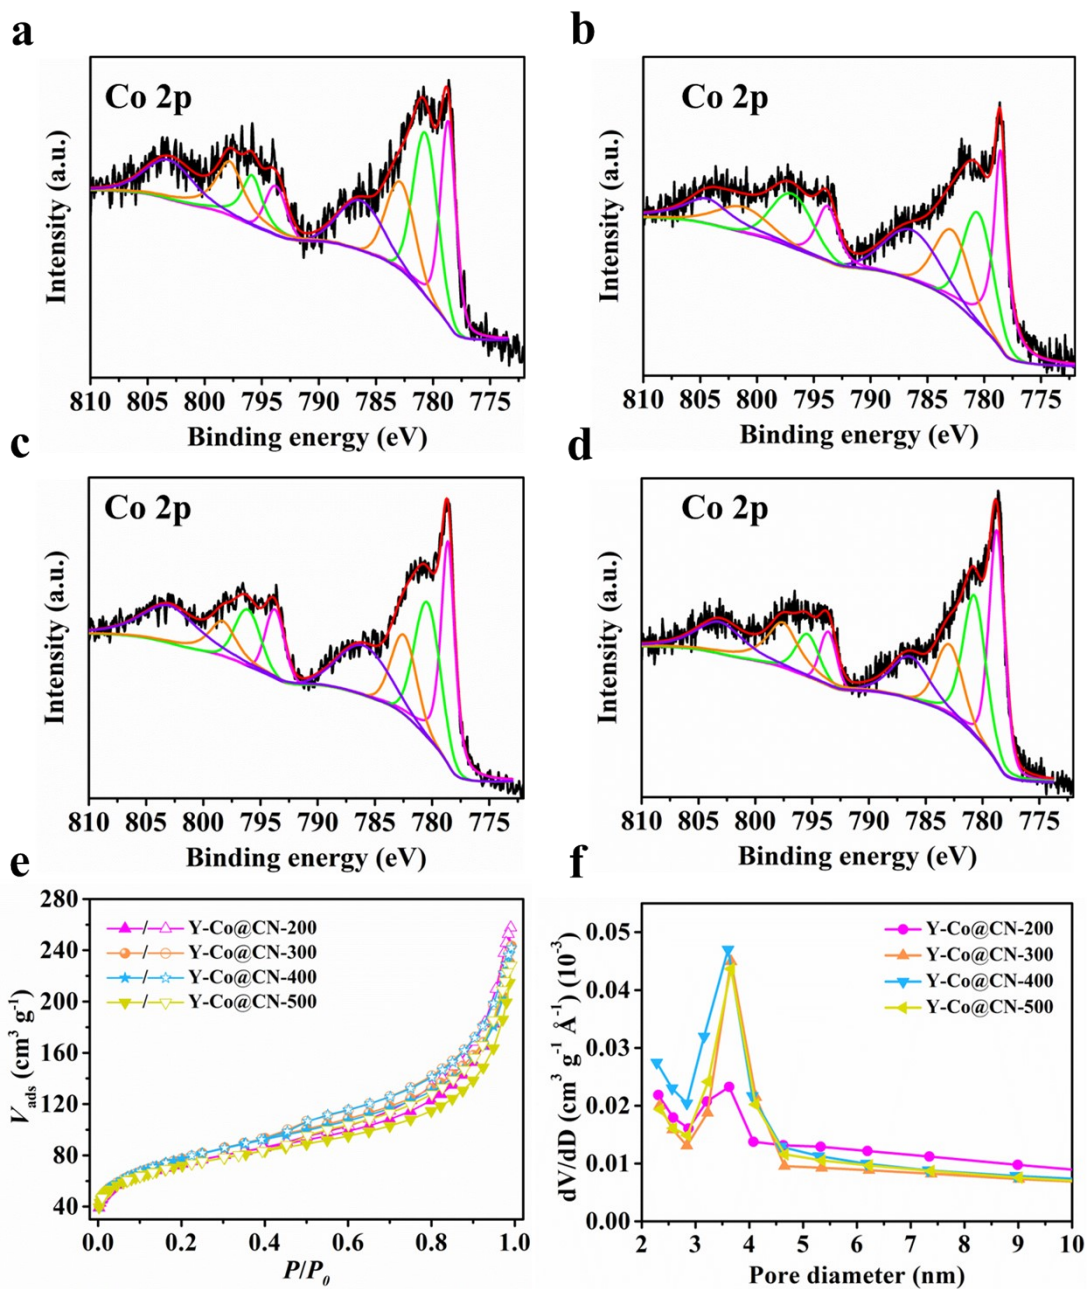 a
Co 2p
Intensity (a.u.)
810 805 800 795 790 785 780 775
Binding energy (eV)
b
Co 2p
Intensity (a.u.)
810 805 800 795 790 785 780 775
Binding energy (eV)
c
Co 2p
Intensity (a.u.)
810 805 800 795 790 785 780 775
Binding energy (eV)
d
Co 2p
Intensity (a.u.)
810 805 800 795 790 785 780 775
Binding energy (eV)
e
280
240
200
160
120
80
40
V_ads (cm³ g⁻¹)
/ Y-Co@CN-200
/ Y-Co@CN-300
/ Y-Co@CN-400
/ Y-Co@CN-500
0.0 0.2 0.4 0.6 0.8 1.0
P/P₀
f
0.05
0.04
0.03
0.02
0.01
0.00
dV/dD (cm³ g⁻¹ Å⁻¹) (10⁻³)
Y-Co@CN-200
Y-Co@CN-300
Y-Co@CN-400
Y-Co@CN-500
2 3 4 5 6 7 8 9 10
Pore diameter (nm)